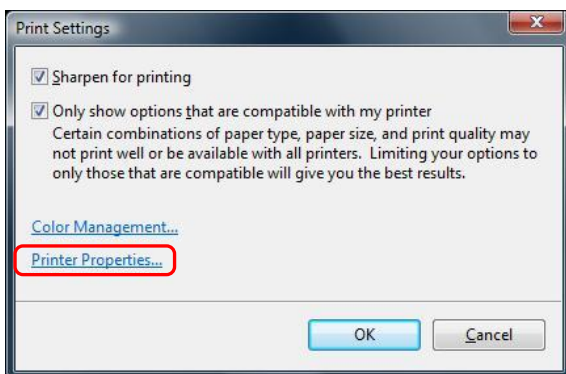 Print Settings
Sharpen for printing
Only show options that are compatible with my printer
Certain combinations of paper type, paper size, and print quality may
not print well or be available with all printers. Limiting your options to
only those that are compatible will give you the best results.
Color Management...
Printer Properties...
OK
Cancel